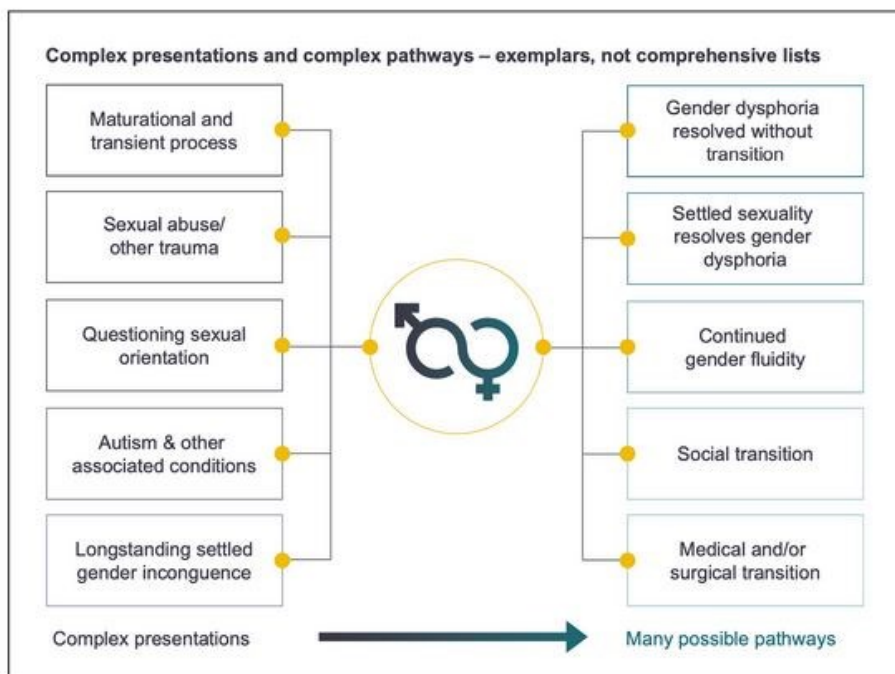 Complex presentations and complex pathways – exemplars, not comprehensive lists
Maturational and
transient process
Sexual abuse/
other trauma
Questioning sexual
orientation
Autism & other
associated conditions
Longstanding settled
gender inconguence
Gender dysphoria
resolved without
transition
Settled sexuality
resolves gender
dysphoria
Continued
gender fluidity
Social transition
Medical and/or
surgical transition
Complex presentations
Many possible pathways